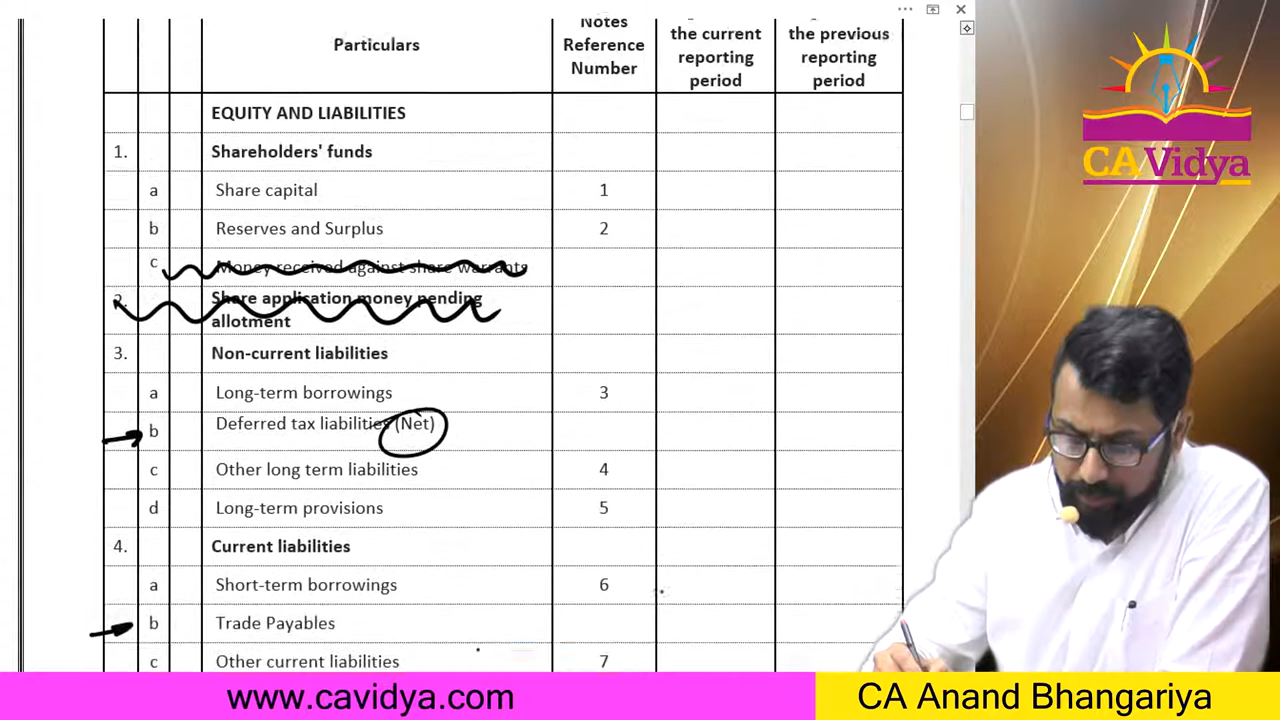 Notes
Reference
Number
Particulars
the current
reporting
period
the previous
reporting
period
EQUITY AND LIABILITIES
1. Shareholders' funds
a Share capital 1
b Reserves and Surplus 2
c Money received against share warrants
2. Share application money pending
allotment
3. Non-current liabilities
a Long-term borrowings 3
b Deferred tax liabilities (Net)
c Other long term liabilities 4
d Long-term provisions 5
4. Current liabilities
a Short-term borrowings 6
b Trade Payables
c Other current liabilities 7
CA Vidya
www.cavidya.com
CA Anand Bhangariya